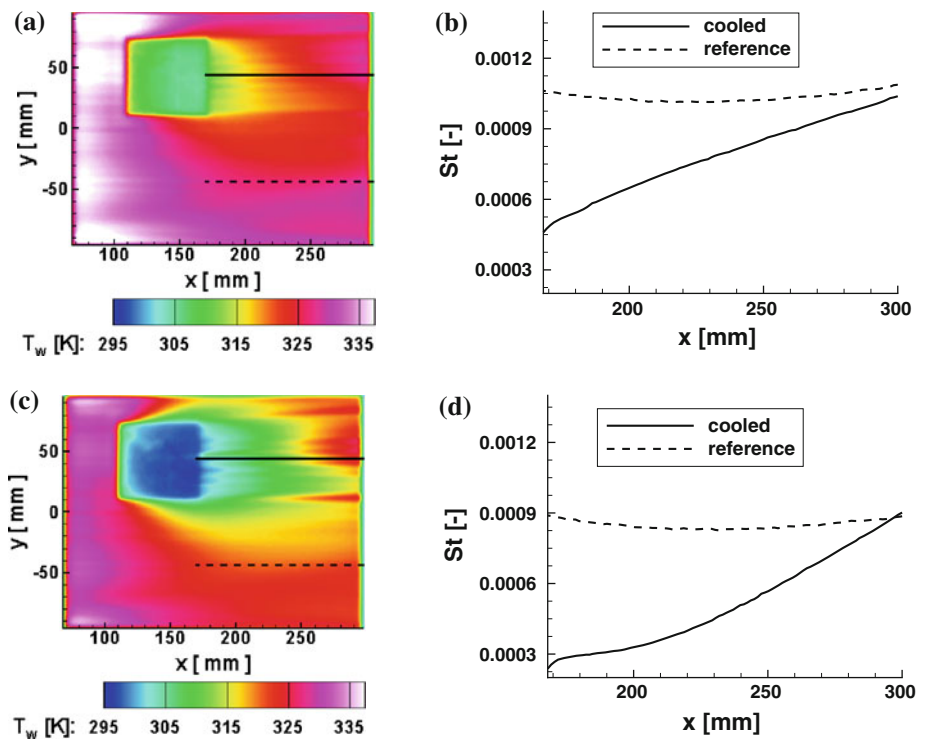 (a)
y [ mm ]
50
0
-50
100 150 200 250
x [ mm ]
T_w [K]: 295 305 315 325 335
(b)
cooled
reference
St [-]
0.0012
0.0009
0.0006
0.0003
200 250 300
x [mm]
(c)
y [ mm ]
50
0
-50
100 150 200 250
x [ mm ]
T_w [K]: 295 305 315 325 335
(d)
cooled
reference
St [-]
0.0012
0.0009
0.0006
0.0003
200 250 300
x [mm]